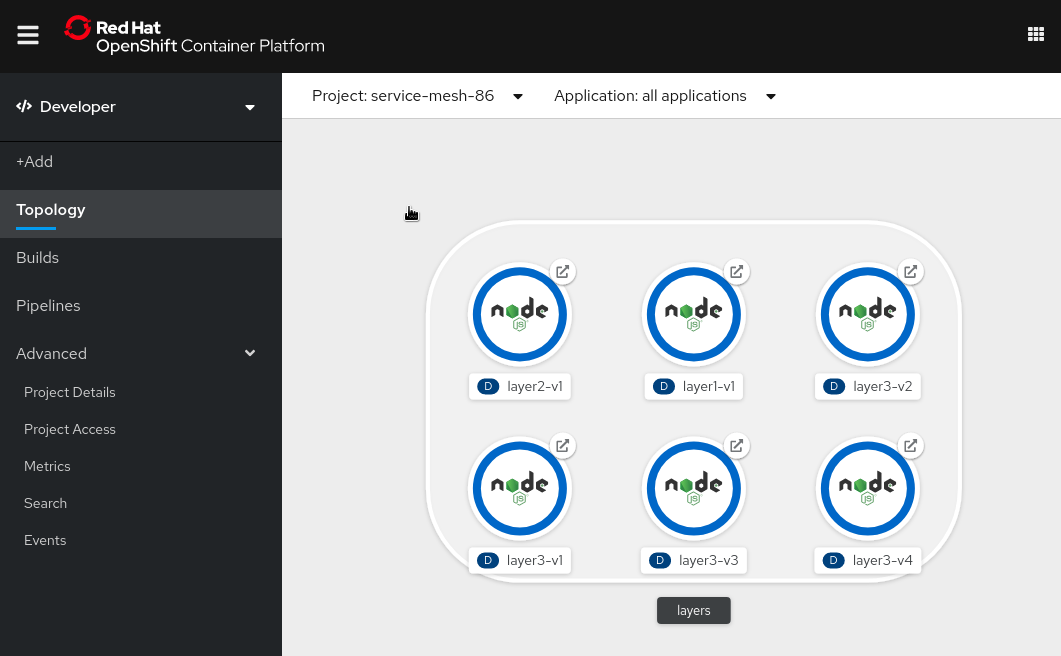 Red Hat
OpenShift Container Platform
Developer
Project: service-mesh-86
Application: all applications
+Add
Topology
Builds
Pipelines
Advanced
Project Details
Project Access
Metrics
Search
Events
node
JS
node
JS
node
JS
D layer2-v1
D layer1-v1
D layer3-v2
node
JS
node
JS
node
JS
D layer3-v1
D layer3-v3
D layer3-v4
layers